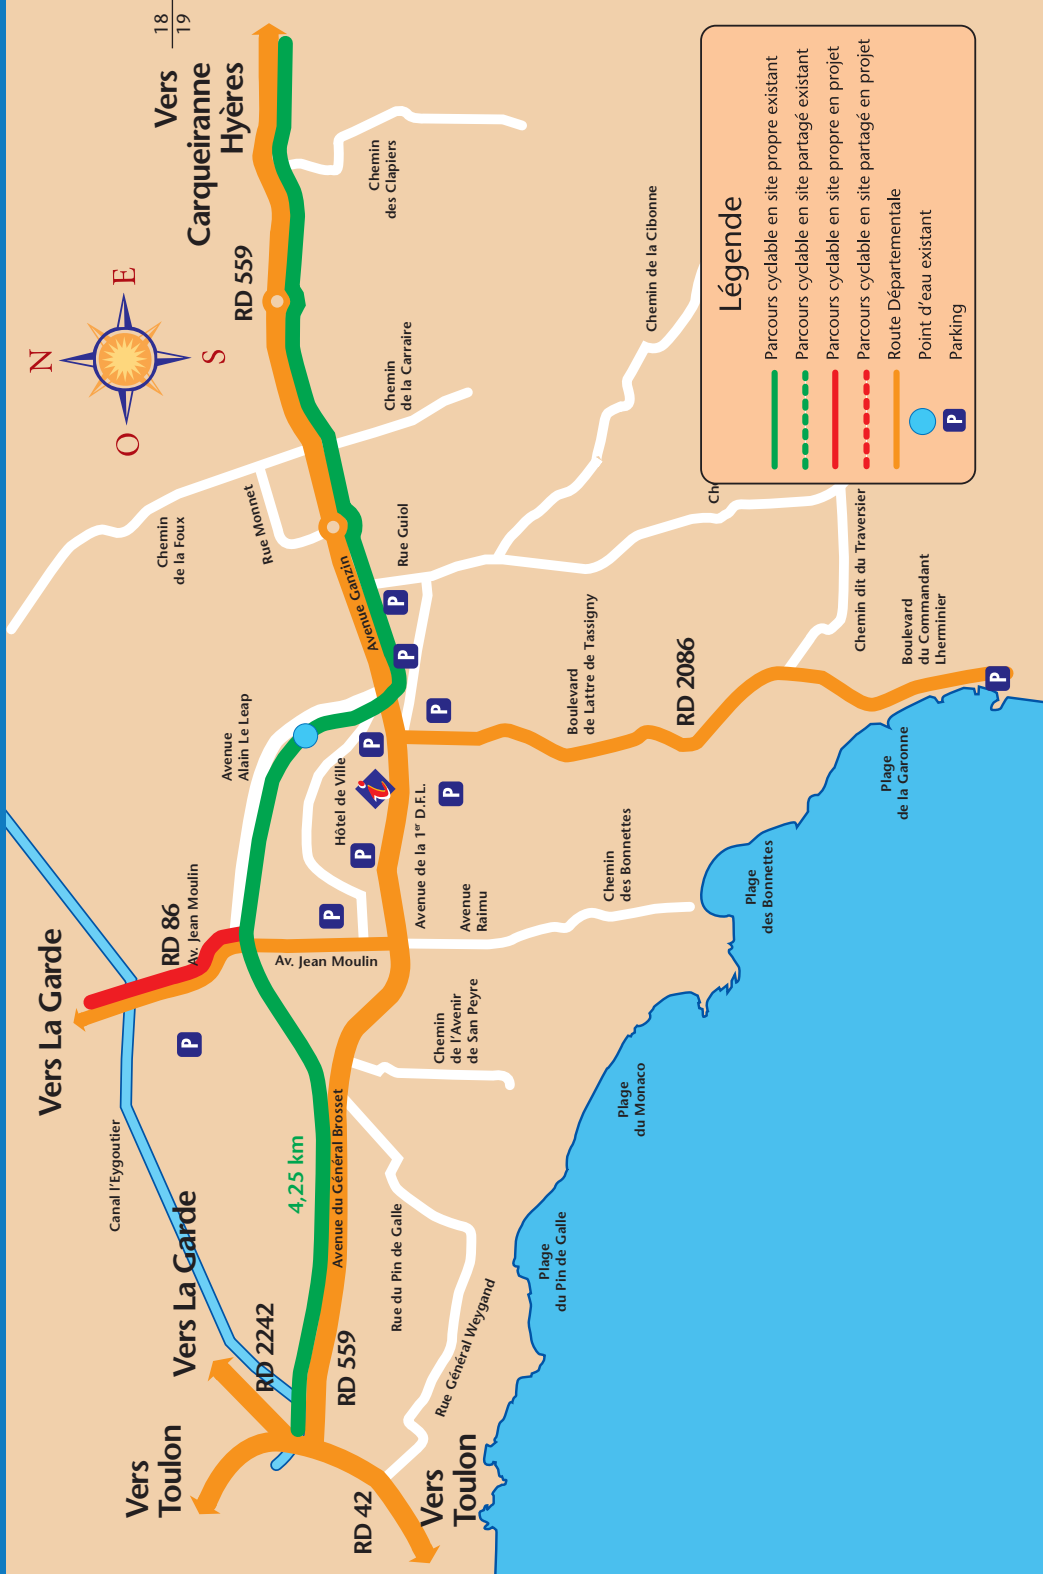 18
19
Vers
Carqueiranne
Hyères
N
E
S
O
RD 559
Chemin
des Clapiers
Chemin
de la Carraire
Chemin de la Cibonne
Chemin
de la Foux
Rue Monnet
Avenue Ganzin
Rue Guiol
Ch
Chemin dit du Traversier
Boulevard
du Commandant
Lherminier
Boulevard
de Lattre de Tassigny
RD 2086
Avenue
Alain Le Leap
Hôtel de Ville
i
Avenue de la 1er D.F.L.
Avenue
Raimu
Chemin
des Bonnettes
Plage
de la Garonne
Plage
des Bonnettes
Vers La Garde
RD 86
Av. Jean Moulin
Av. Jean Moulin
Chemin
de l'Avenir
de San Peyre
Plage
du Monaco
Canal l'Eygoutier
4,25 km
Avenue du Général Brosset
Rue du Pin de Galle
Plage
du Pin de Galle
Rue Général Weygand
Vers La Garde
RD 2242
RD 559
Vers
Toulon
RD 42
Vers
Toulon
P
P
P
P
P
P
P
P
P
Légende
Parcours cyclable en site propre existant
Parcours cyclable en site partagé existant
Parcours cyclable en site propre en projet
Parcours cyclable en site partagé en projet
Route Départementale
Point d'eau existant
P Parking